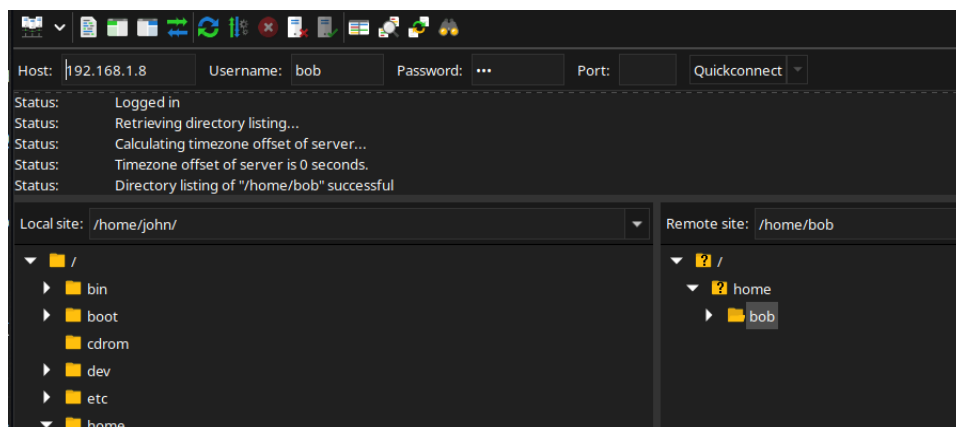 Host: 192.168.1.8 Username: bob Password: ••• Port: Quickconnect
Status: Logged in
Status: Retrieving directory listing...
Status: Calculating timezone offset of server...
Status: Timezone offset of server is 0 seconds.
Status: Directory listing of "/home/bob" successful
Local site: /home/john/
/
bin
boot
cdrom
dev
etc
home
Remote site: /home/bob
/
home
bob